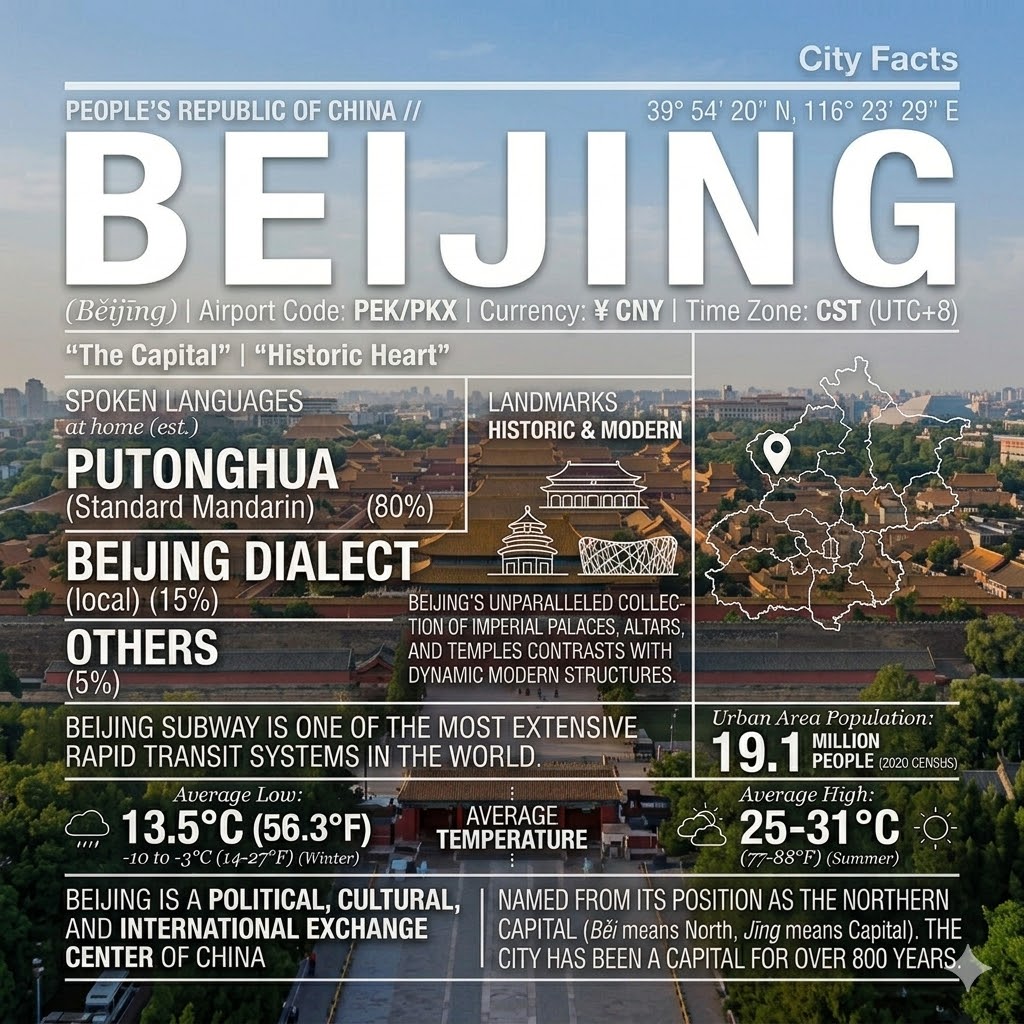 City Facts
PEOPLE'S REPUBLIC OF CHINA //
39° 54' 20” N, 116° 23' 29” E
BEIJING
(Běijīng) | Airport Code: PEK/PKX | Currency: ¥ CNY | Time Zone: CST (UTC+8)
“The Capital” | “Historic Heart”
SPOKEN LANGUAGES
at home (est.)
PUTONGHUA
(Standard Mandarin) (80%)
BEIJING DIALECT
(local) (15%)
OTHERS
(5%)
LANDMARKS
HISTORIC & MODERN
BEIJING'S UNPARALLELED COLLEC-
TION OF IMPERIAL PALACES, ALTARS,
AND TEMPLES CONTRASTS WITH
DYNAMIC MODERN STRUCTURES.
BEIJING SUBWAY IS ONE OF THE MOST EXTENSIVE
RAPID TRANSIT SYSTEMS IN THE WORLD.
Urban Area Population:
19.1 MILLION
PEOPLE (2020 CENSUS)
Average Low:
13.5°C (56.3°F)
-10 to -3°C (14-27°F) (Winter)
AVERAGE
TEMPERATURE
Average High:
25-31°C
(77-88°F) (Summer)
BEIJING IS A POLITICAL, CULTURAL,
AND INTERNATIONAL EXCHANGE
CENTER OF CHINA
NAMED FROM ITS POSITION AS THE NORTHERN
CAPITAL (Běi means North, Jīng means Capital). THE
CITY HAS BEEN A CAPITAL FOR OVER 800 YEARS.